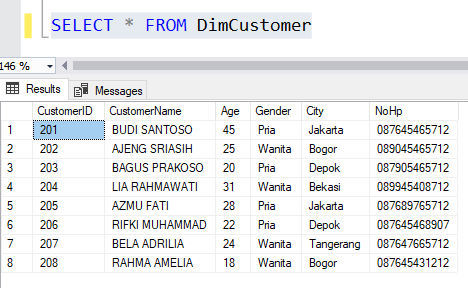 SELECT * FROM DimCustomer
146 %
Results Messages
CustomerID CustomerName Age Gender City NoHp
1 201 BUDI SANTOSO 45 Pria Jakarta 087645465712
2 202 AJENG SRIASIH 25 Wanita Bogor 089045465712
3 203 BAGUS PRAKOSO 20 Pria Depok 087905465712
4 204 LIA RAHMAWATI 31 Wanita Bekasi 089945408712
5 205 AZMU FATI 28 Pria Jakarta 087689765712
6 206 RIFKI MUHAMMAD 22 Pria Depok 087645468907
7 207 BELA ADRILIA 24 Wanita Tangerang 087647665712
8 208 RAHMA AMELIA 18 Wanita Bogor 087645431212